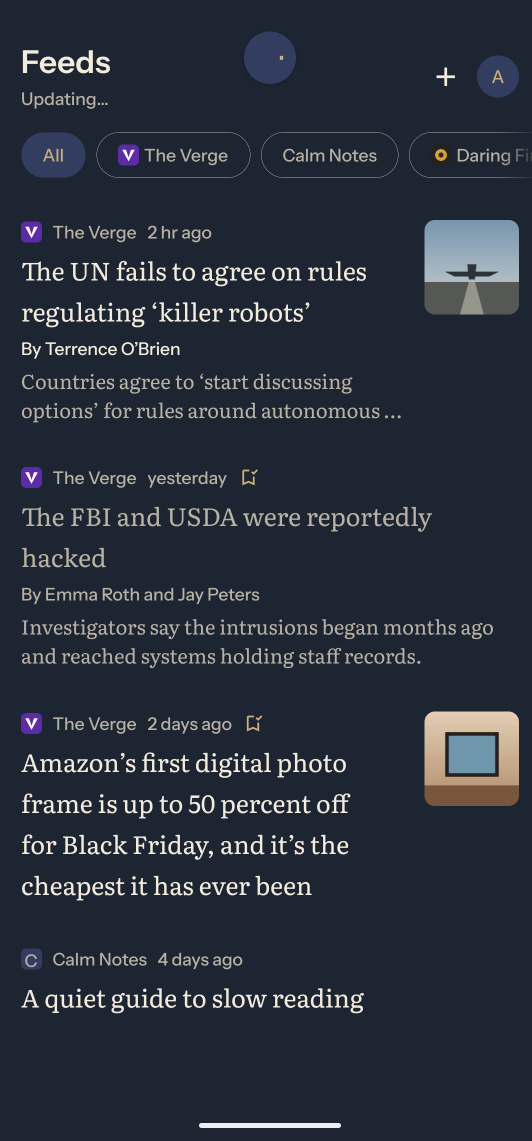 Feeds
Updating...
A
All
The Verge
Calm Notes
Daring
The Verge 2 hr ago
The UN fails to agree on rules
regulating ‘killer robots’
By Terrence O’Brien
Countries agree to ‘start discussing
options’ for rules around autonomous ...
The Verge yesterday
The FBI and USDA were reportedly
hacked
By Emma Roth and Jay Peters
Investigators say the intrusions began months ago
and reached systems holding staff records.
The Verge 2 days ago
Amazon’s first digital photo
frame is up to 50 percent off
for Black Friday, and it’s the
cheapest it has ever been
C Calm Notes 4 days ago
A quiet guide to slow reading